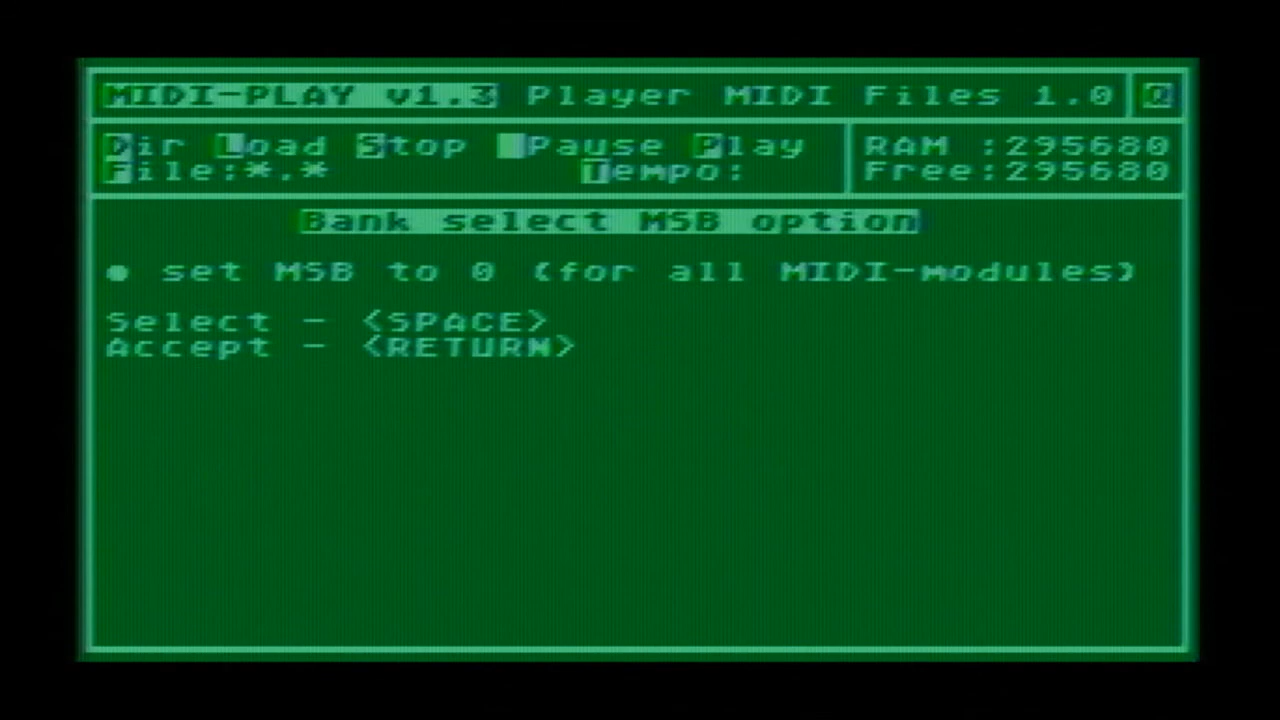 MIDI-PLAY v1.3 Player MIDI Files 1.0 Q
Dir Load Stop Pause Play RAM :295680
File:*.* Tempo: Free:295680
Bank select MSB option
● set MSB to 0 (for all MIDI-modules)
Select - <SPACE>
Accept - <RETURN>